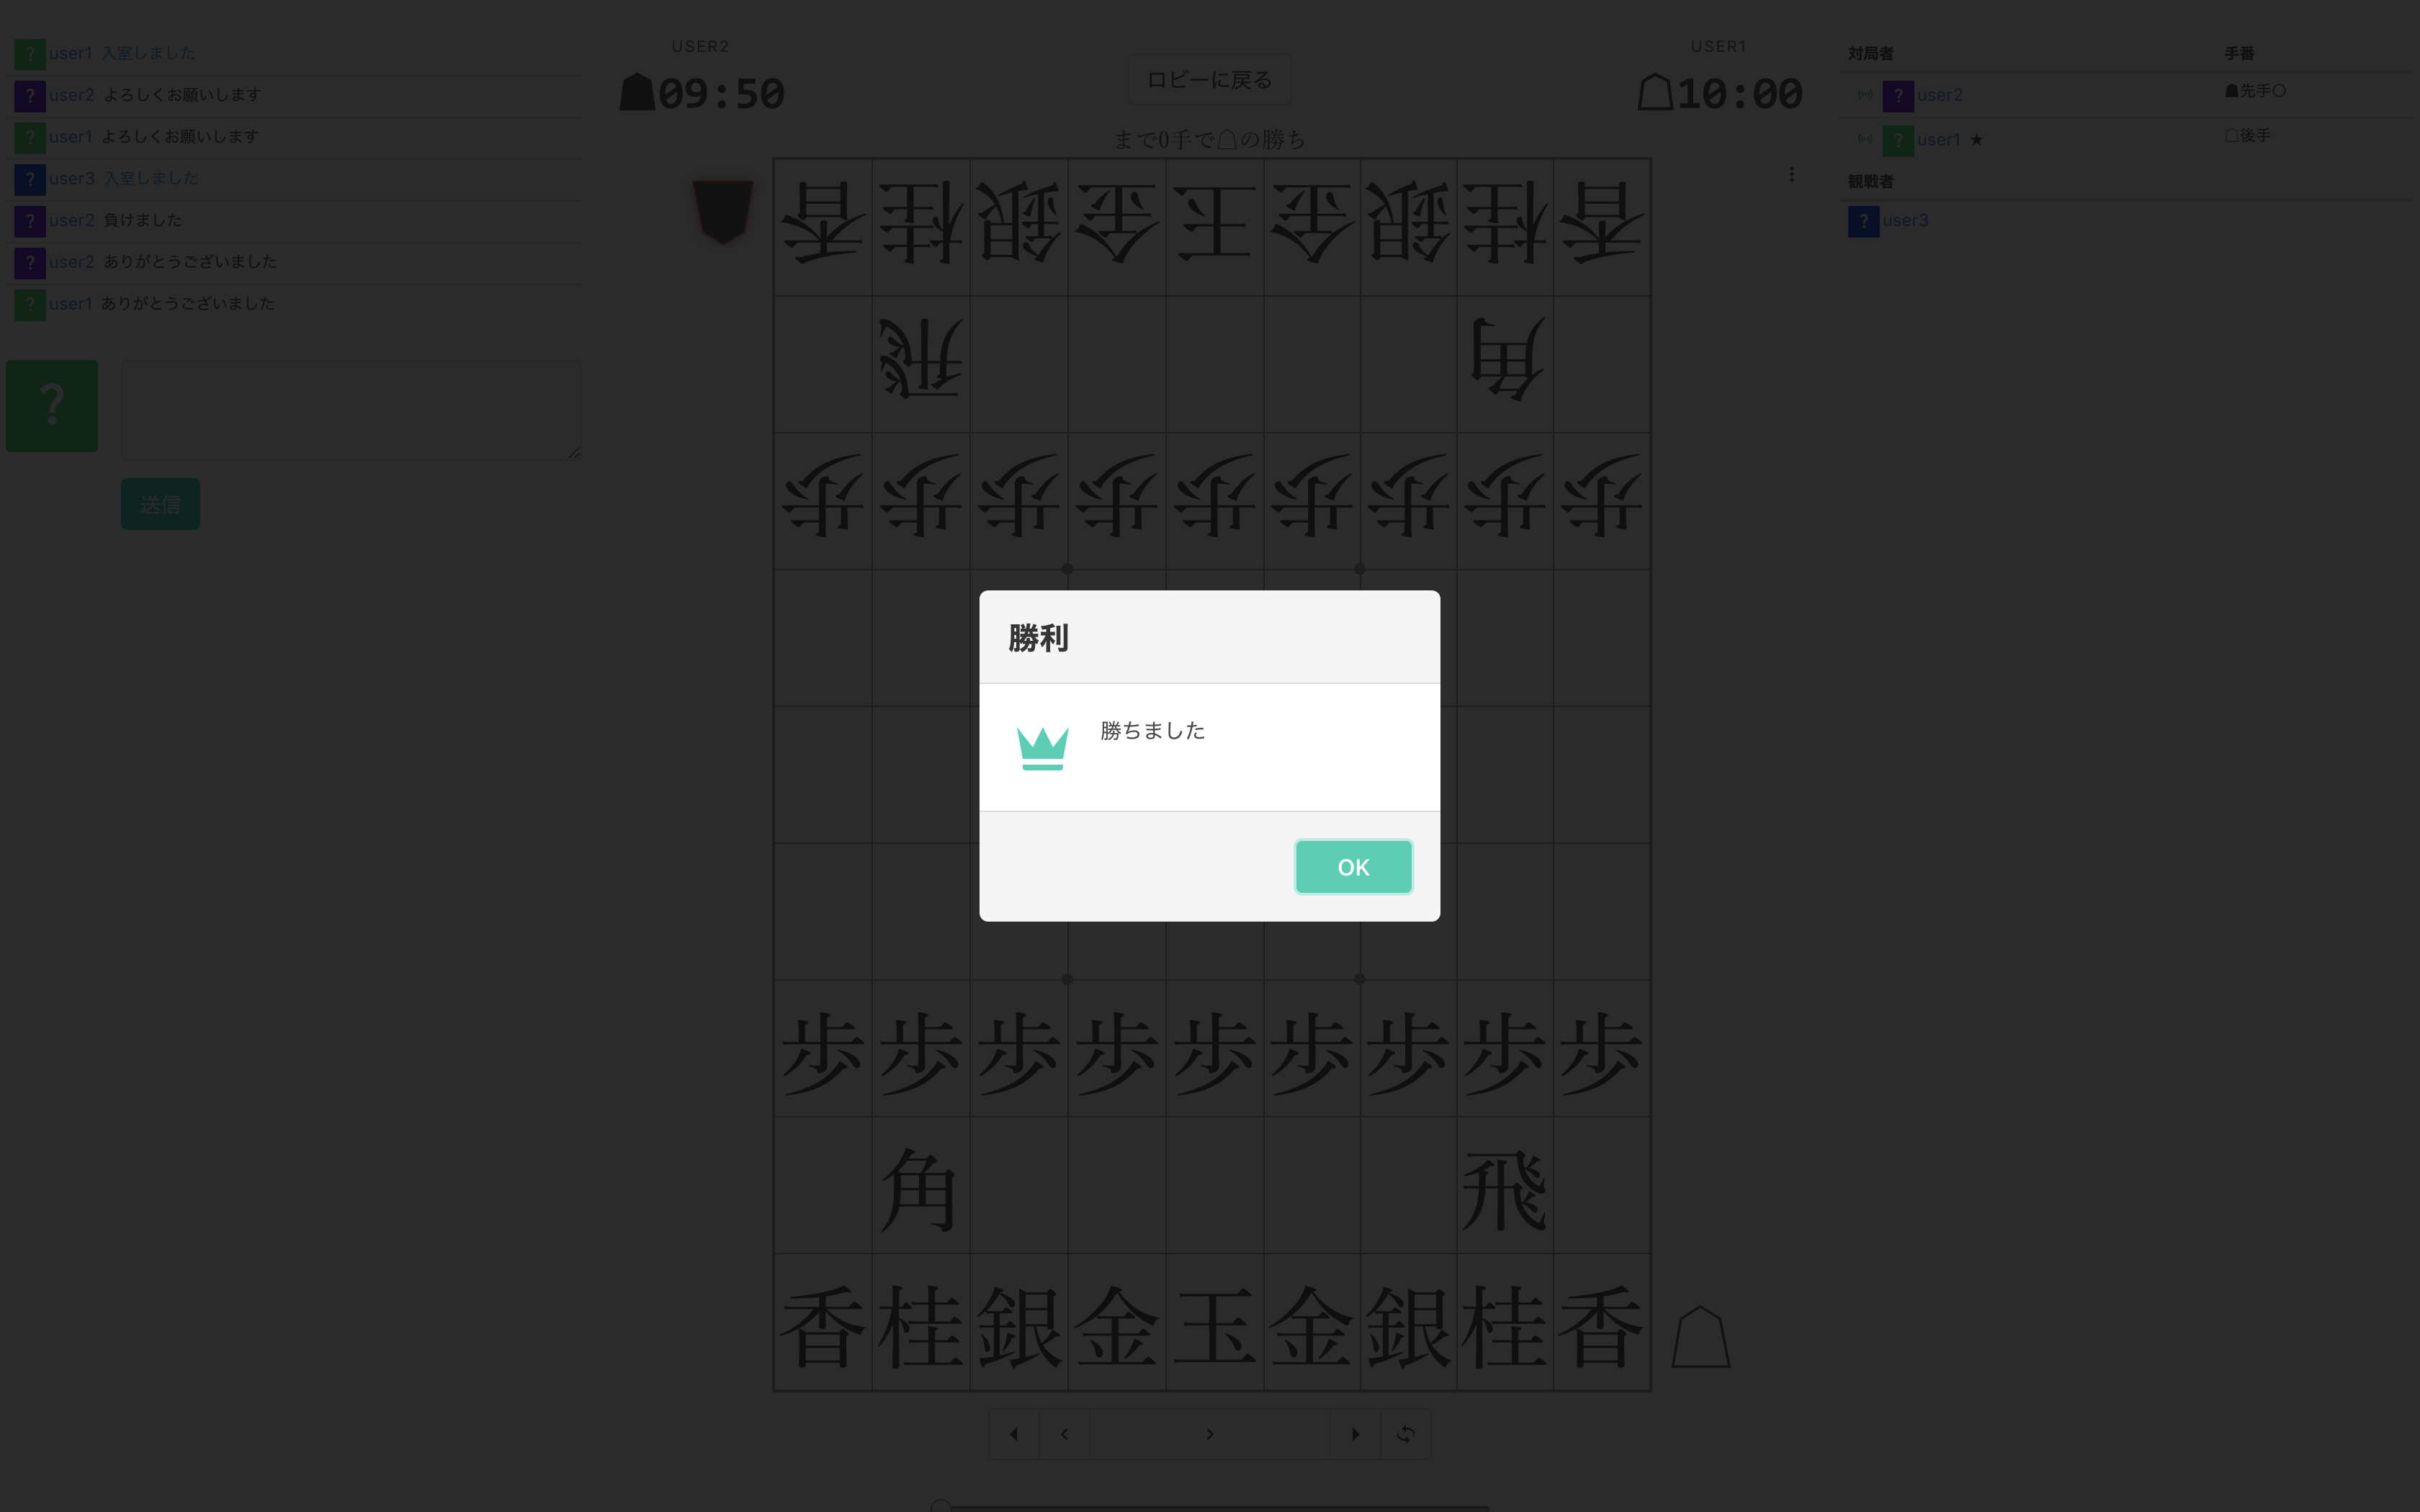 user1 入室しました
user2 よろしくお願いします
user1 よろしくお願いします
user3 入室しました
user2 負けました
user2 ありがとうございました
user1 ありがとうございました
?
送信
USER2
☗09:50
ロビーに戻る
USER1
☖10:00
まで0手で☖の勝ち
香桂銀金王金銀桂香
飛角
歩歩歩歩歩歩歩歩歩
勝利
勝ちました
OK
歩歩歩歩歩歩歩歩歩
角飛
香桂銀金王金銀桂香
対局者 手番
? user2 ☗先手〇
? user1 ★ ☖後手
観戦者
? user3